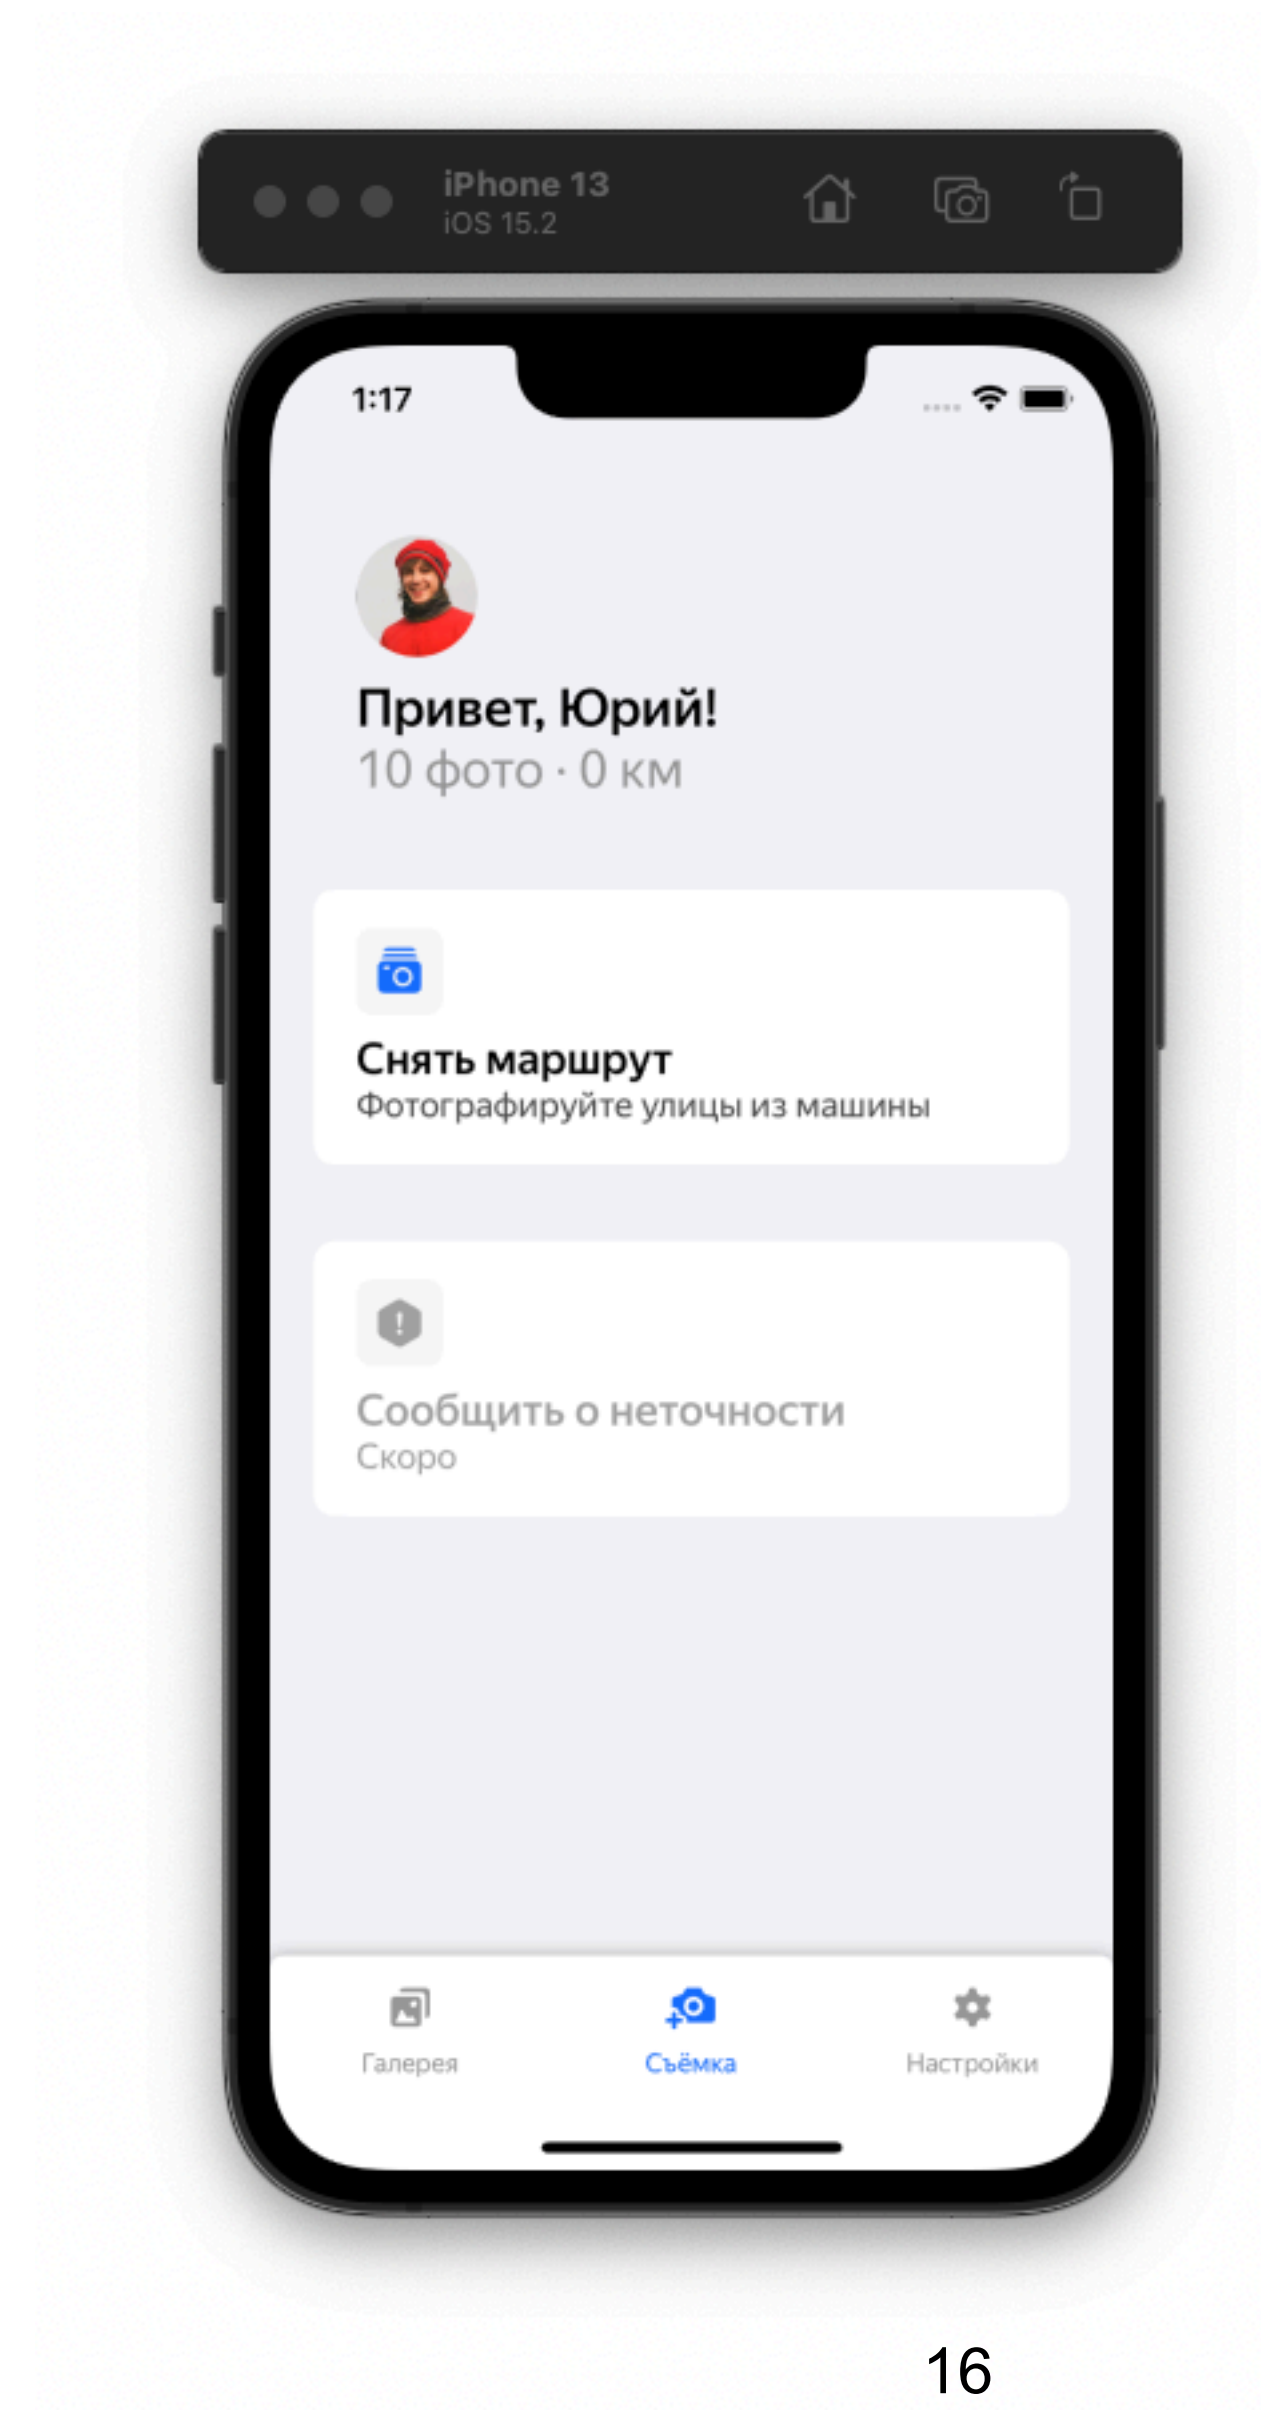 iPhone 13
iOS 15.2
1:17
Привет, Юрий!
10 фото · 0 км
Снять маршрут
Фотографируйте улицы из машины
Сообщить о неточности
Скоро
Галерея
Съёмка
Настройки
16